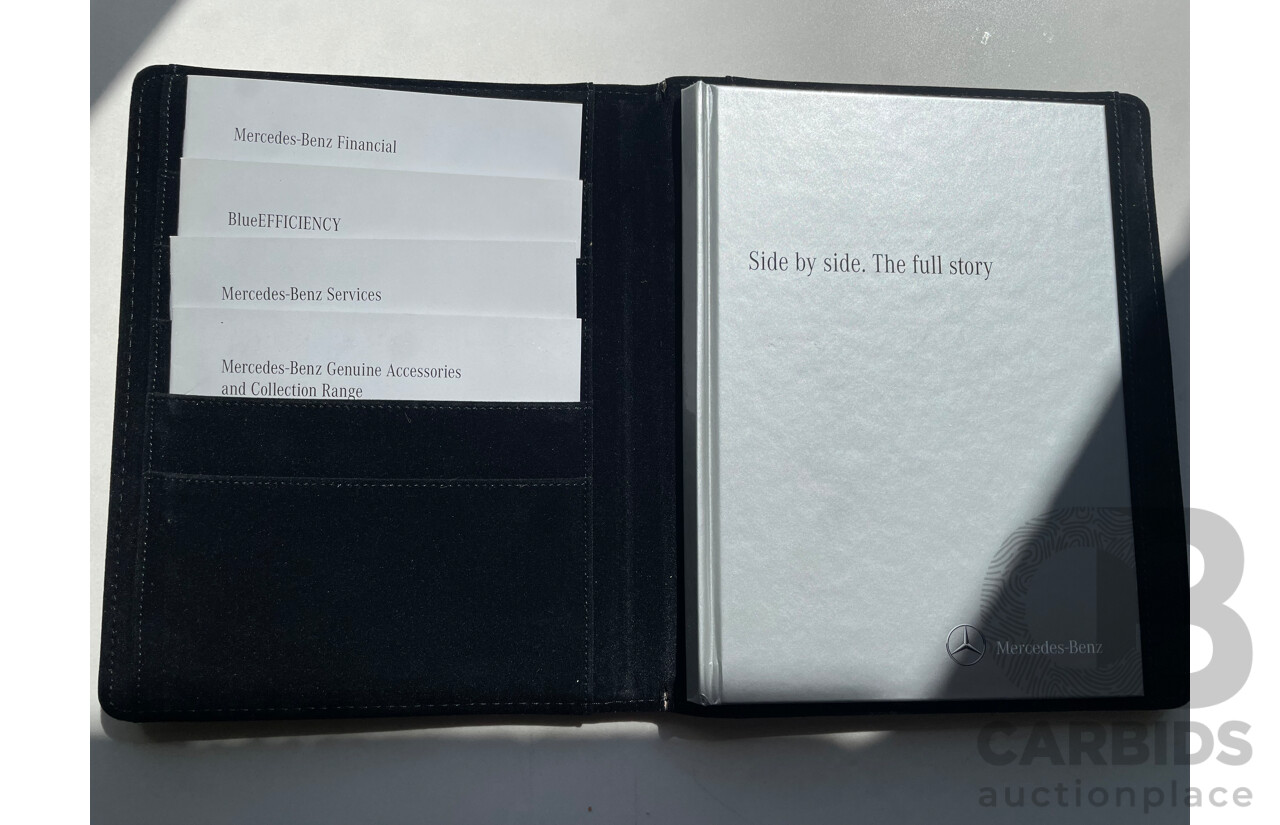 Mercedes-Benz Financial
BlueEFFICIENCY
Mercedes-Benz Services
Mercedes-Benz Genuine Accessories
and Collection Range
Side by side. The full story
Mercedes-Benz
CB
CARBIDS
auctionplace